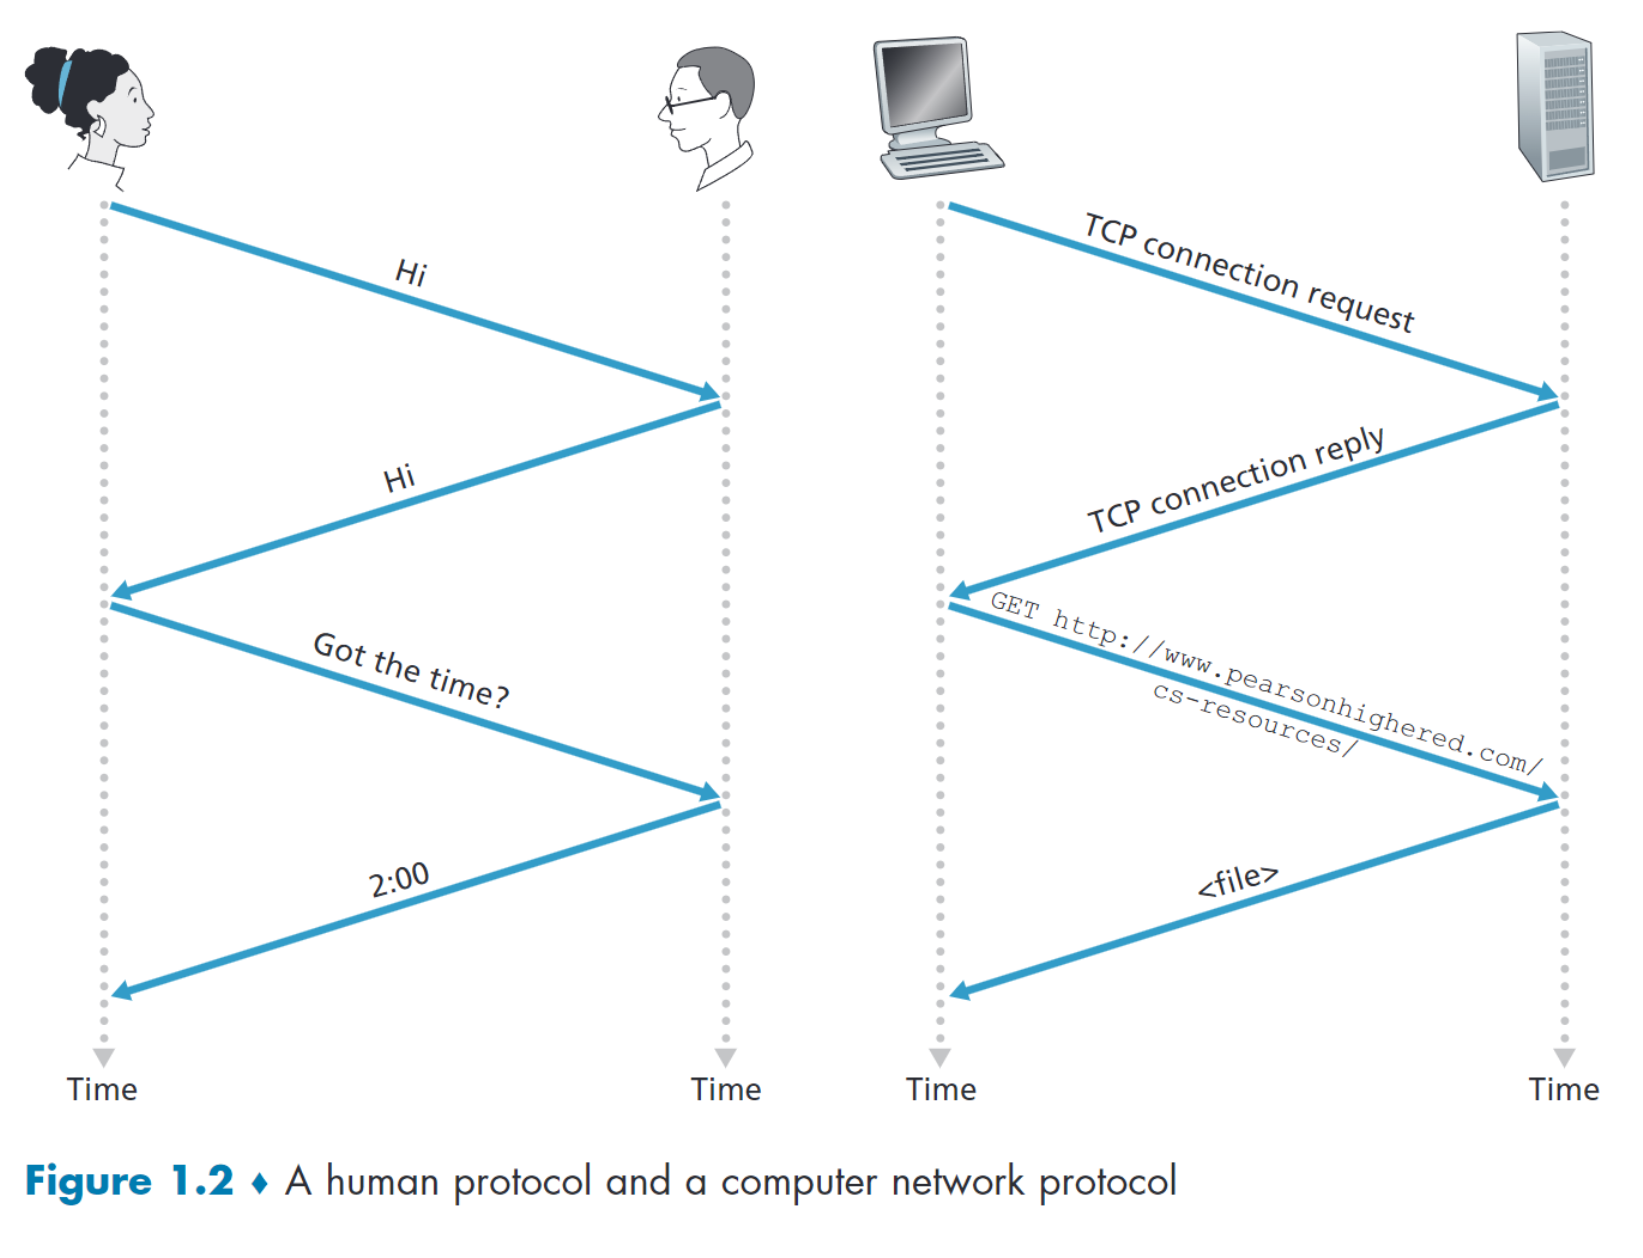 Hi
Hi
Got the time?
2:00
Time
Time
TCP connection request
TCP connection reply
GET http://www.pearsonhighered.com/
cs-resources/
<file>
Time
Time
Figure 1.2 ♦ A human protocol and a computer network protocol